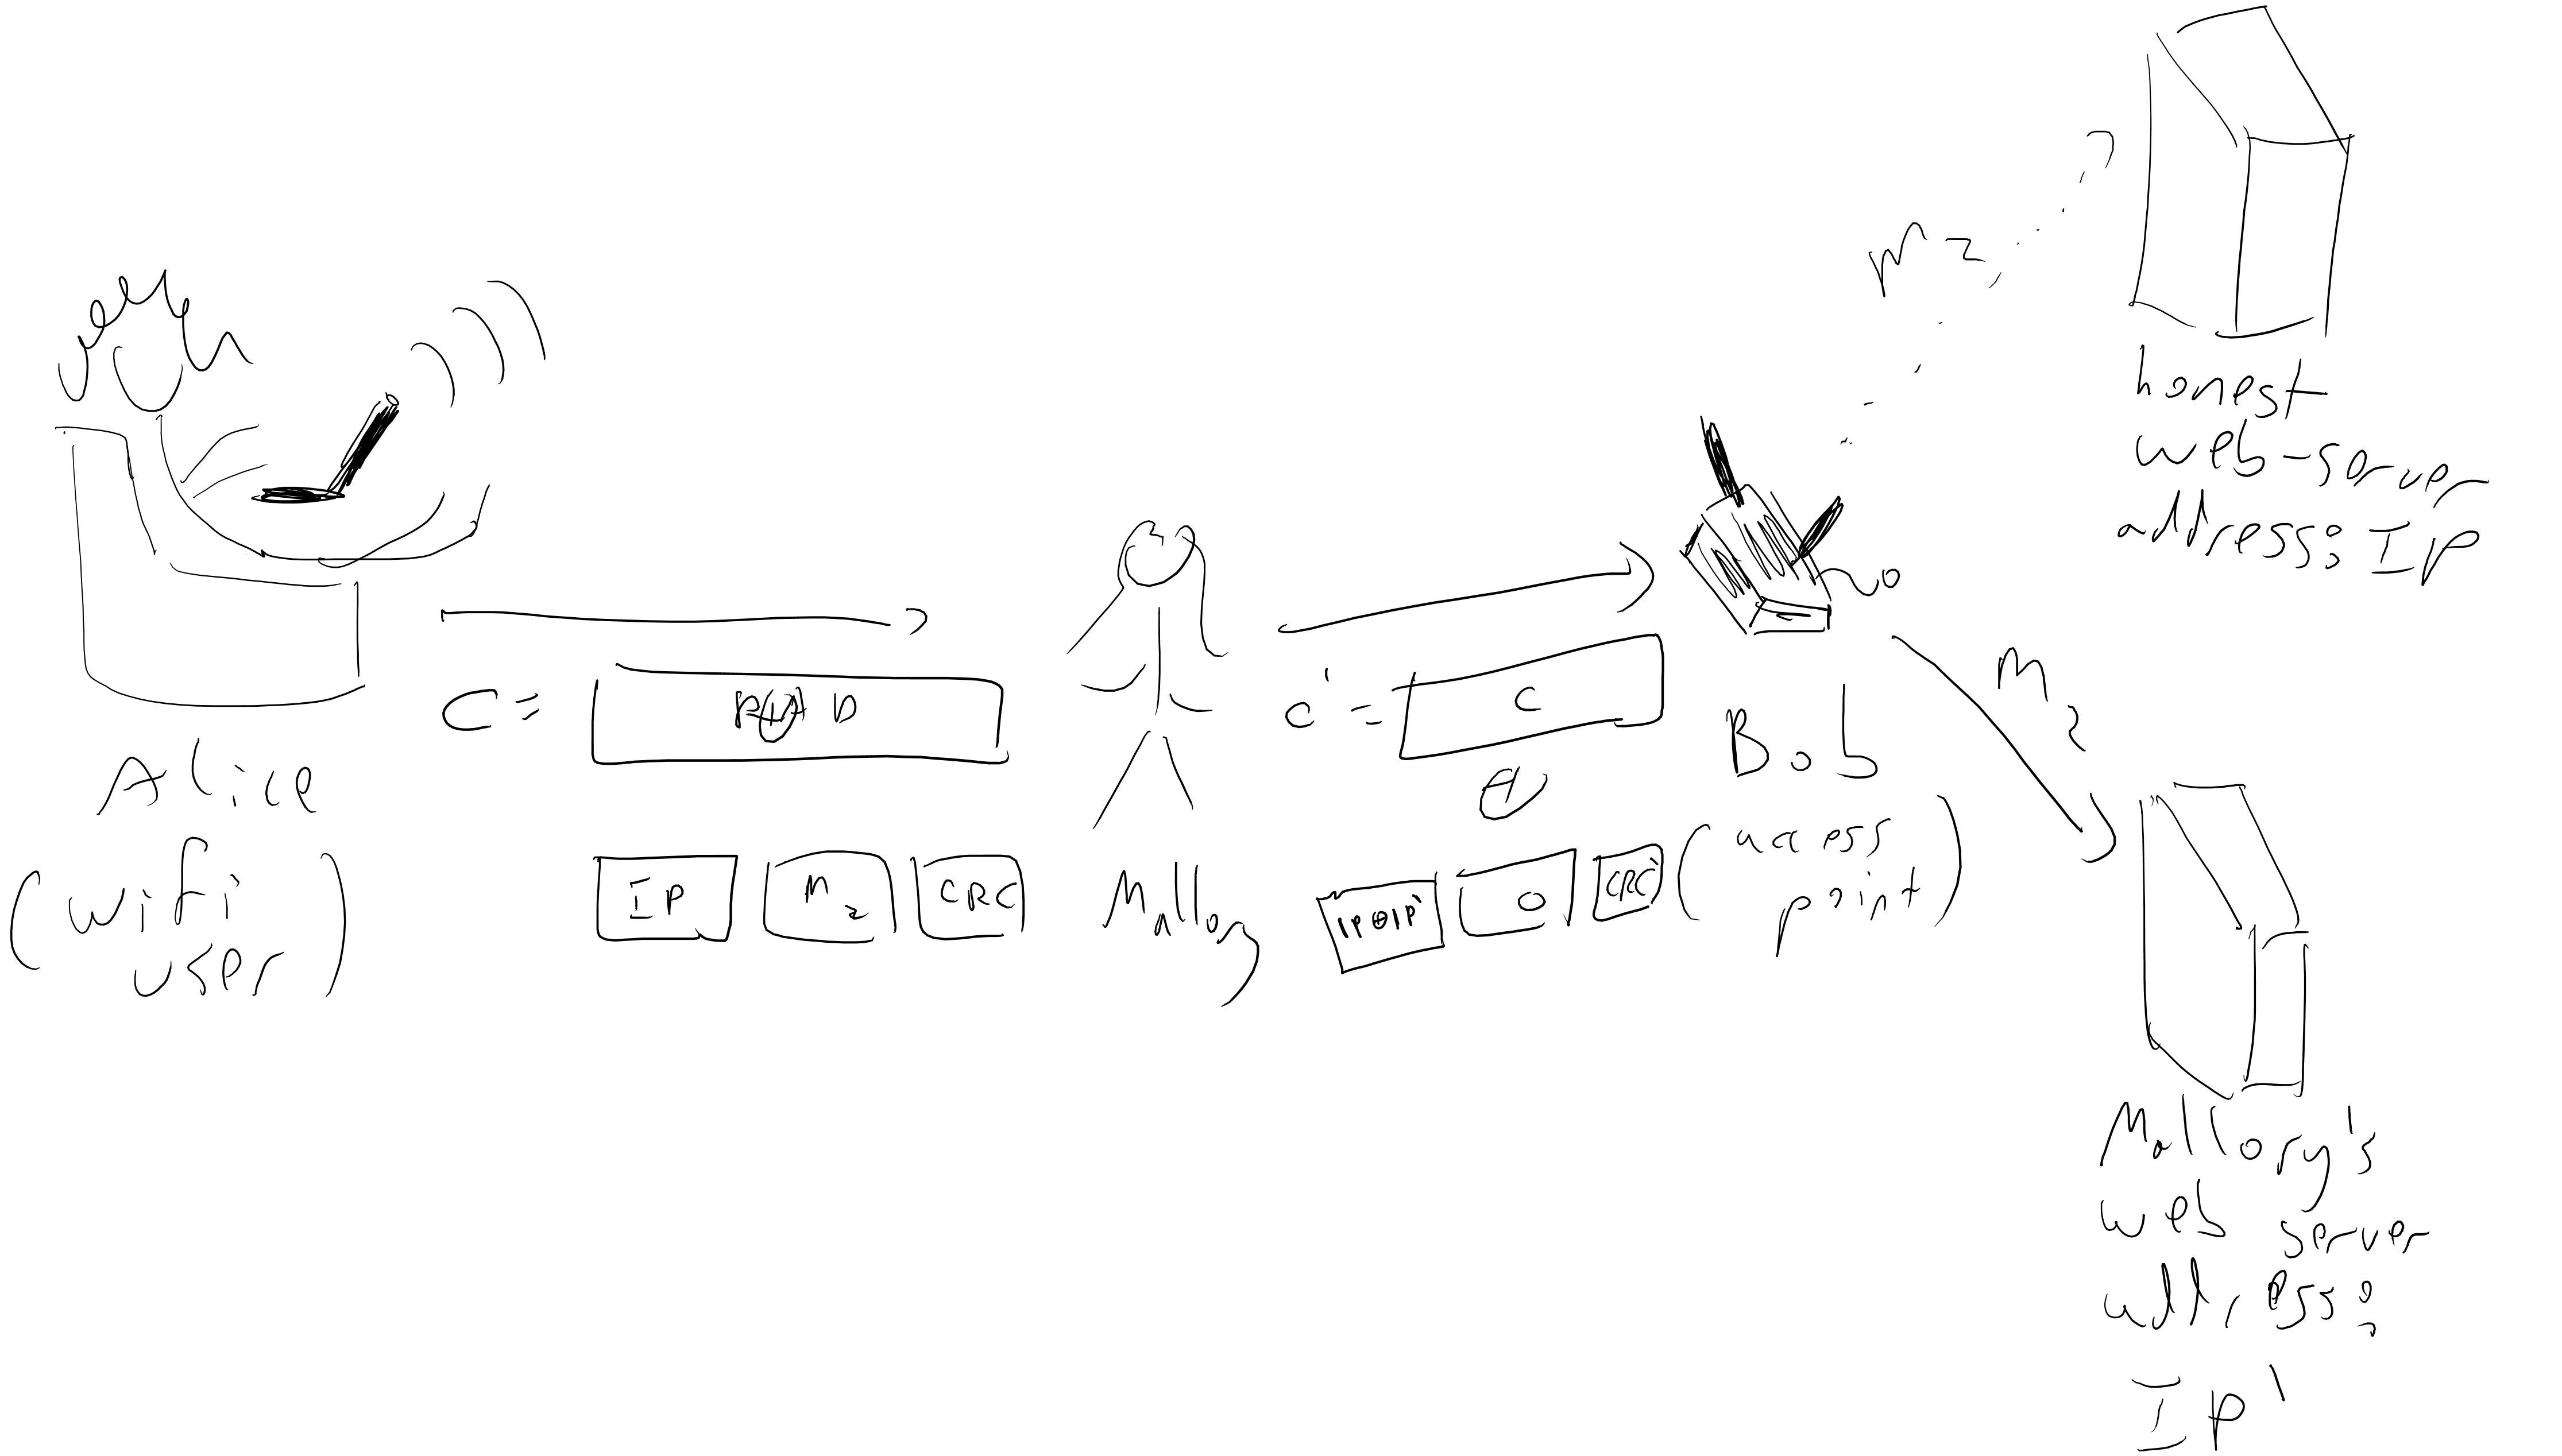 Alice
(wifi
user)
C =
PAD
⊕
IP
M2
CRC
Mallory
C' =
C
⊕
IP⊕IP'
0
CRC'
Bob
(access
point)
M2
honest
web-server
address: IP
M2
Mallory's
web server
address:
IP'